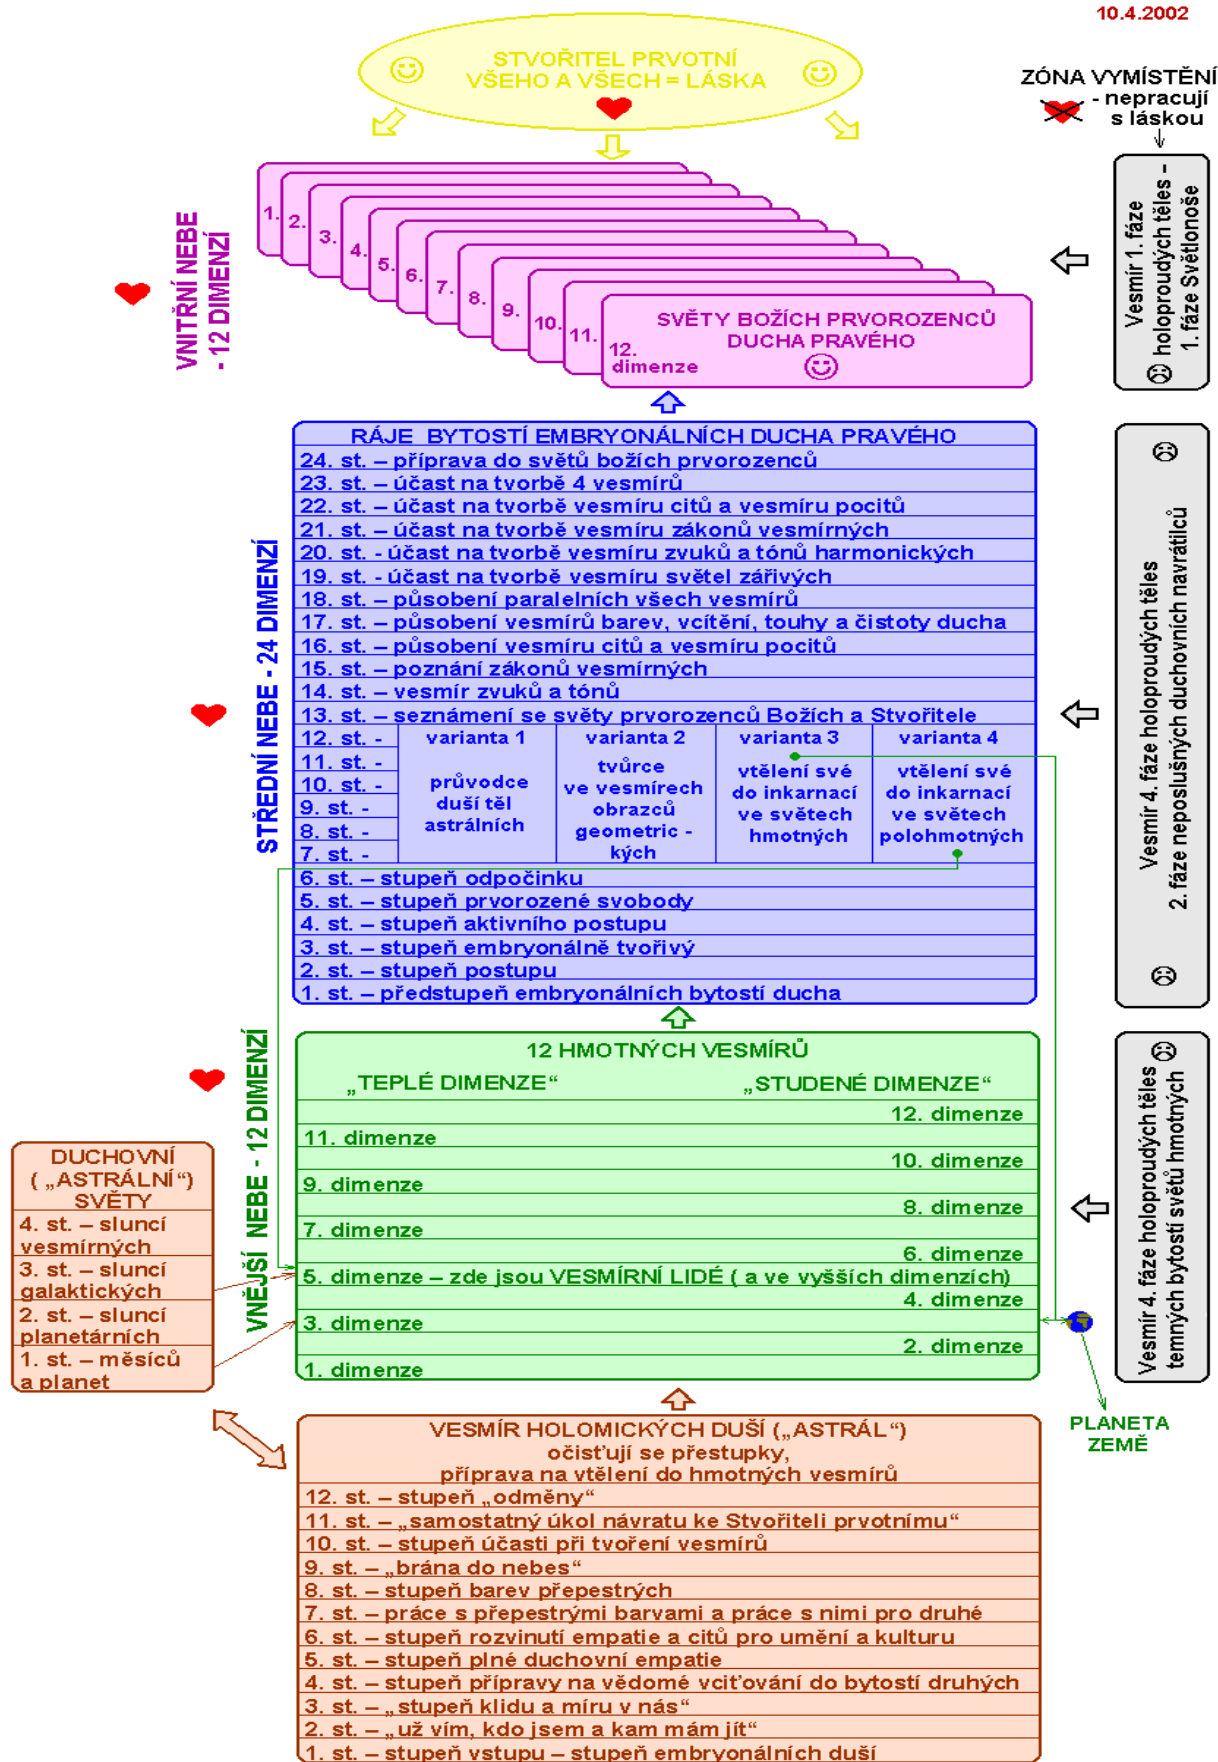 10.4.2002
STVOŘITEL PRVOTNÍ
VŠEHO A VŠECH = LÁSKA
ZÓNA VYMÍSTĚNÍ
- nepracují
s láskou
VNITŘNÍ NEBE
- 12 DIMENZÍ
1.
2.
3.
4.
5.
6.
7.
8.
9.
10.
11.
SVĚTY BOŽÍCH PRVOROZENCŮ
DUCHA PRAVÉHO
12.
dimenze
Vesmír 1. fáze
holoproudých těles –
1. fáze Světlonoše
STŘEDNÍ NEBE - 24 DIMENZÍ
RÁJE BYTOSTÍ EMBRYONÁLNÍCH DUCHA PRAVÉHO
24. st. – příprava do světů božích prvorozenců
23. st. – účast na tvorbě 4 vesmírů
22. st. – účast na tvorbě vesmíru citů a vesmíru pocitů
21. st. – účast na tvorbě vesmíru zákonů vesmírných
20. st. - účast na tvorbě vesmíru zvuků a tónů harmonických
19. st. - účast na tvorbě vesmíru světel zářivých
18. st. – působení paralelních všech vesmírů
17. st. – působení vesmírů barev, vcítění, touhy a čistoty ducha
16. st. – působení vesmíru citů a vesmíru pocitů
15. st. – poznání zákonů vesmírných
14. st. – vesmír zvuků a tónů
13. st. – seznámení se světy prvorozenců Božích a Stvořitele
12. st. -
11. st. -
10. st. -
9. st. -
8. st. -
7. st. -
varianta 1
průvodce
duší těl
astrálních
varianta 2
tvůrce
ve vesmírech
obrazců
geometric -
kých
varianta 3
vtělení své
do inkarnací
ve světech
hmotných
varianta 4
vtělení své
do inkarnací
ve světech
polohmotných
6. st. – stupeň odpočinku
5. st. – stupeň prvorozené svobody
4. st. – stupeň aktivního postupu
3. st. – stupeň embryonálně tvořivý
2. st. – stupeň postupu
1. st. – předstupeň embryonálních bytostí ducha
Vesmír 4. fáze holoproudých těles
2. fáze neposlušných duchovních navrátilců
VNĚJŠÍ NEBE - 12 DIMENZÍ
12 HMOTNÝCH VESMÍRŮ
„TEPLÉ DIMENZE“
„STUDENÉ DIMENZE“
12. dimenze
11. dimenze
10. dimenze
9. dimenze
8. dimenze
7. dimenze
6. dimenze
5. dimenze – zde jsou VESMÍRNÍ LIDÉ ( a ve vyšších dimenzích)
4. dimenze
3. dimenze
2. dimenze
1. dimenze
Vesmír 4. fáze holoproudých těles
temných bytostí světů hmotných
DUCHOVNÍ
( „ASTRÁLNÍ“)
SVĚTY
4. st. – sluncí
vesmírných
3. st. – sluncí
galaktických
2. st. – sluncí
planetárních
1. st. – měsíců
a planet
PLANETA
ZEMĚ
VESMÍR HOLOMICKÝCH DUŠÍ („ASTRÁL“)
očisťují se přestupky,
příprava na vtělení do hmotných vesmírů
12. st. – stupeň „odměny“
11. st. – „samostatný úkol návratu ke Stvořiteli prvotnímu“
10. st. – stupeň účasti při tvoření vesmírů
9. st. – „brána do nebes“
8. st. – stupeň barev přepestrých
7. st. – práce s přepestrými barvami a práce s nimi pro druhé
6. st. – stupeň rozvinutí empatie a citů pro umění a kulturu
5. st. – stupeň plné duchovní empatie
4. st. – stupeň přípravy na vědomé vciťování do bytostí druhých
3. st. – „stupeň klidu a míru v nás“
2. st. – „už vím, kdo jsem a kam mám jít“
1. st. – stupeň vstupu – stupeň embryonálních duší